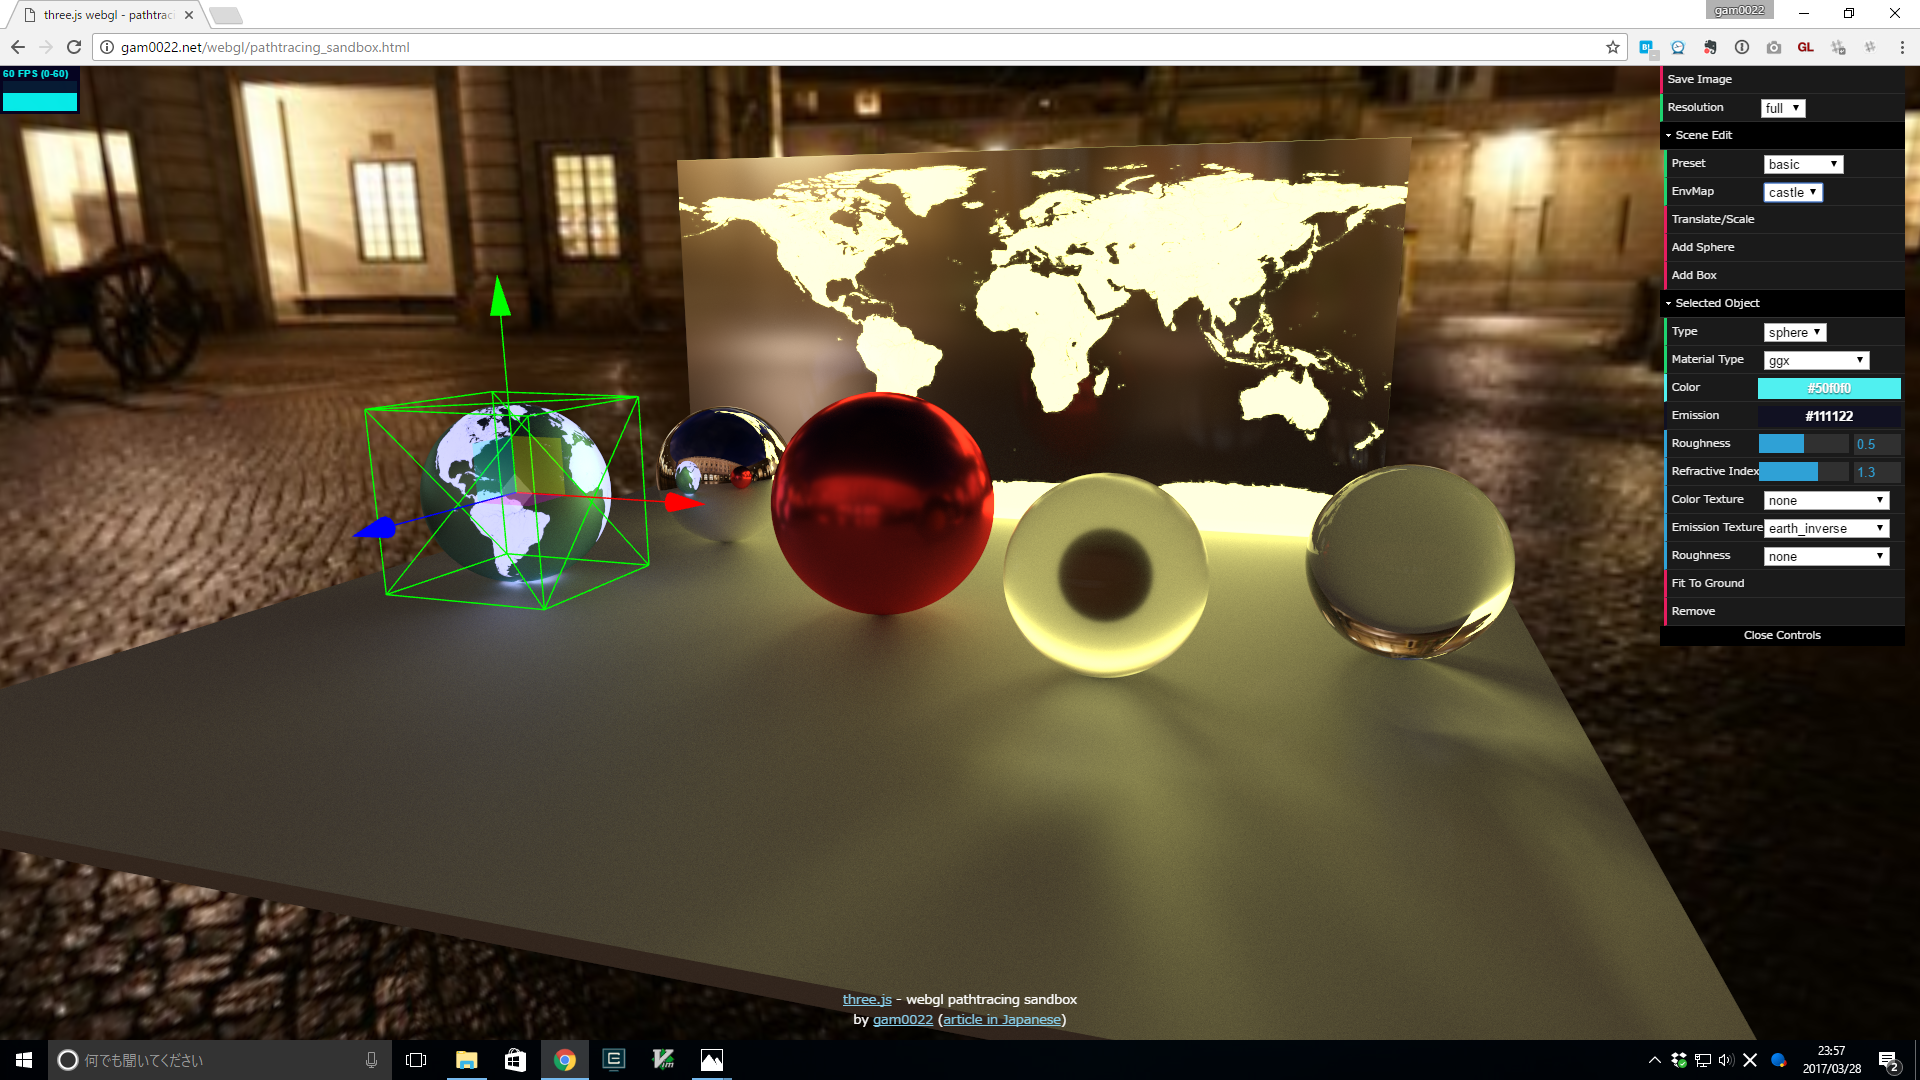 three.js webgl - pathtrac
gam0022
gam0022.net/webgl/pathtracing_sandbox.html
GL
60 FPS (0-60)
Save Image
Resolution full
Scene Edit
Preset basic
EnvMap castle
Translate/Scale
Add Sphere
Add Box
Selected Object
Type sphere
Material Type ggx
Color #50f0f0
Emission #111122
Roughness 0.5
Refractive Index 1.3
Color Texture none
Emission Texture earth_inverse
Roughness none
Fit To Ground
Remove
Close Controls
three.js - webgl pathtracing sandbox
by gam0022 (article in Japanese)
何でも聞いてください
23:57
2017/03/28
2